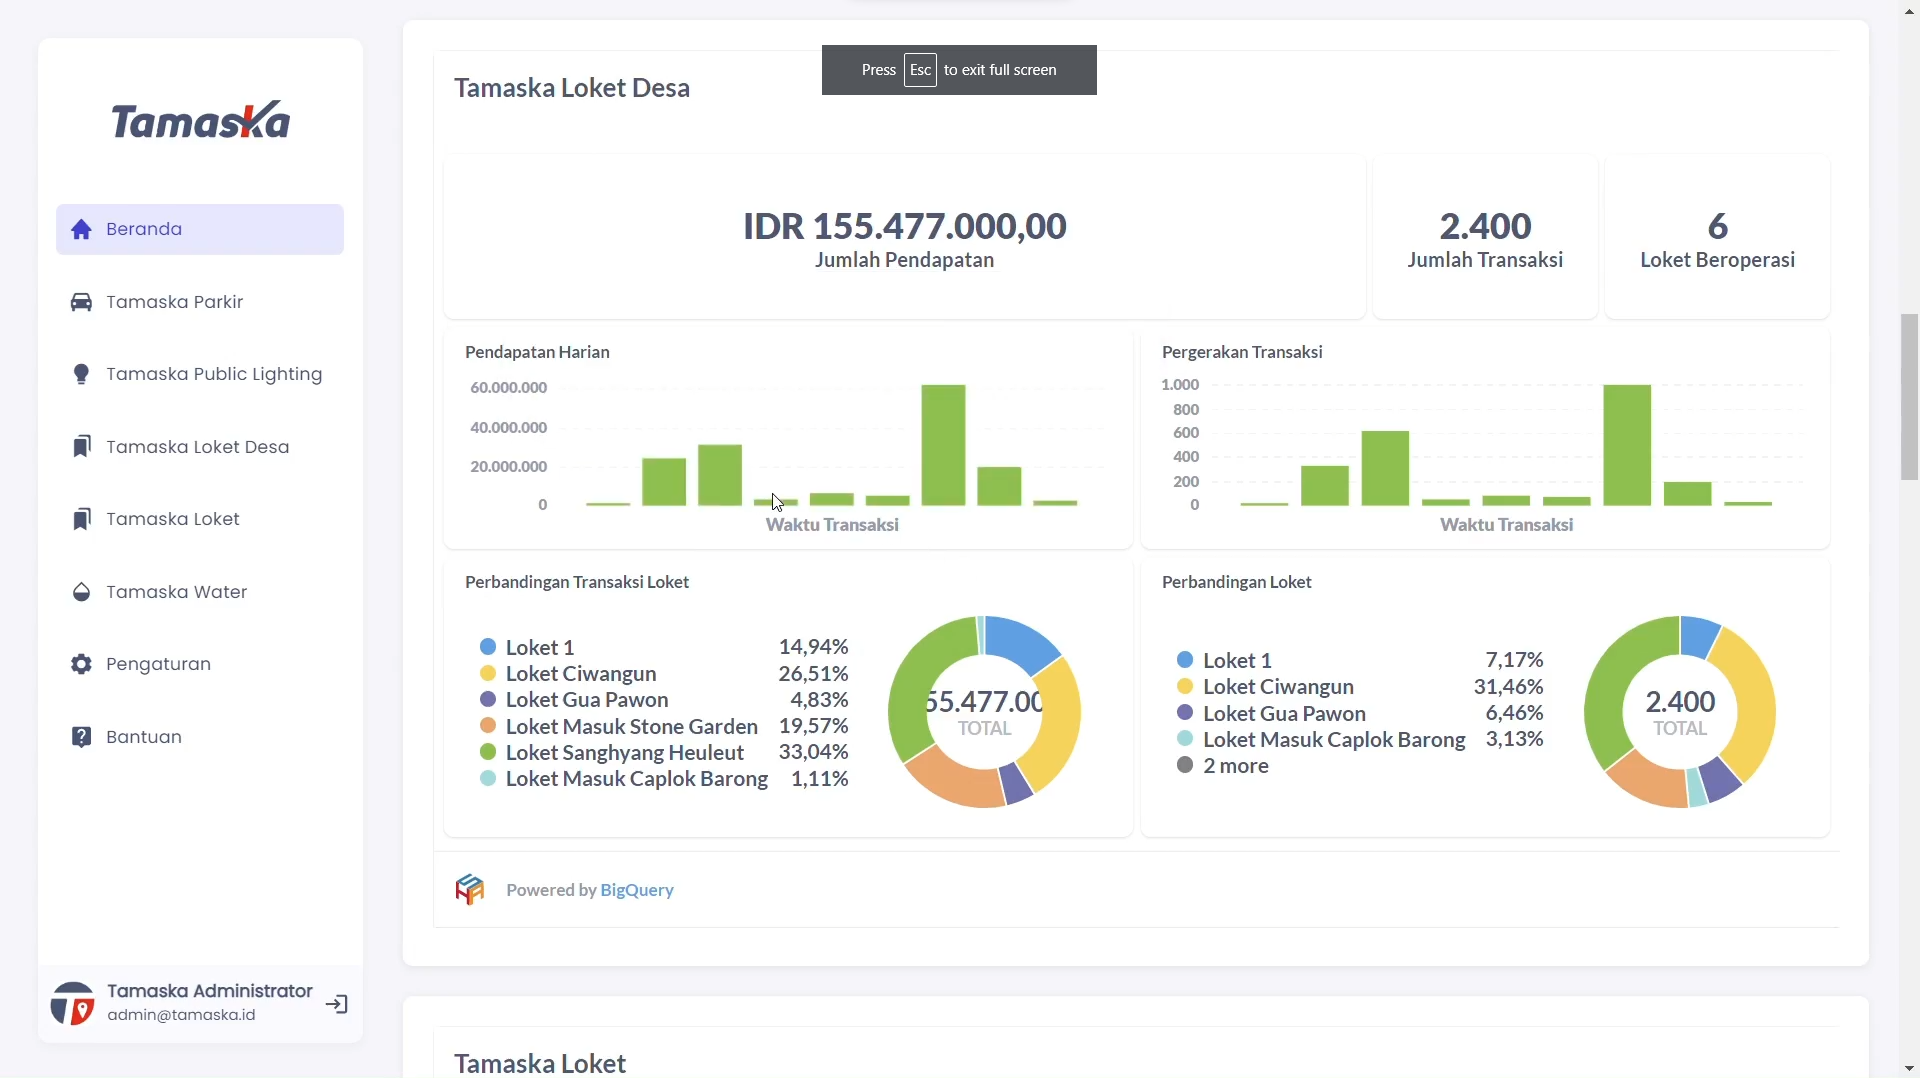 Press Esc to exit full screen
Tamaska
Beranda
Tamaska Parkir
Tamaska Public Lighting
Tamaska Loket Desa
Tamaska Loket
Tamaska Water
Pengaturan
Bantuan
Tamaska Administrator
admin@tamaska.id
Tamaska Loket Desa
IDR 155.477.000,00
Jumlah Pendapatan
2.400
Jumlah Transaksi
6
Loket Beroperasi
Pendapatan Harian
60.000.000
40.000.000
20.000.000
0
Waktu Transaksi
Pergerakan Transaksi
1.000
800
600
400
200
0
Waktu Transaksi
Perbandingan Transaksi Loket
Loket 1 14,94%
Loket Ciwangun 26,51%
Loket Gua Pawon 4,83%
Loket Masuk Stone Garden 19,57%
Loket Sanghyang Heuleut 33,04%
Loket Masuk Caplok Barong 1,11%
55.477.00
TOTAL
Perbandingan Loket
Loket 1 7,17%
Loket Ciwangun 31,46%
Loket Gua Pawon 6,46%
Loket Masuk Caplok Barong 3,13%
2 more
2.400
TOTAL
Powered by BigQuery
Tamaska Loket